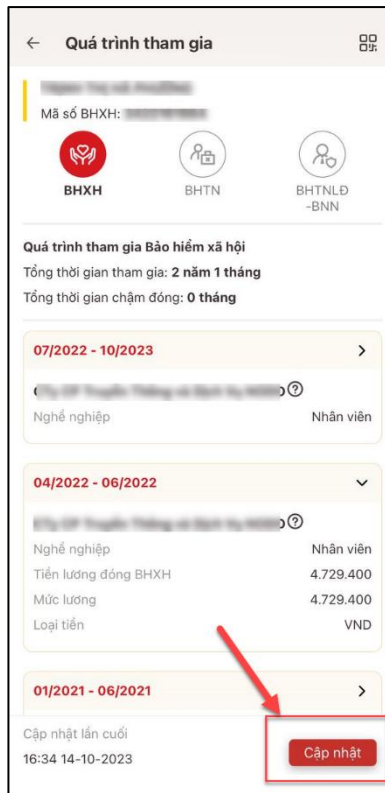 Quá trình tham gia
Mã số BHXH:
BHXH
BHTN
BHTNLĐ
-BNN
Quá trình tham gia Bảo hiểm xã hội
Tổng thời gian tham gia: 2 năm 1 tháng
Tổng thời gian chậm đóng: 0 tháng
07/2022 - 10/2023
Nghề nghiệp Nhân viên
04/2022 - 06/2022
Nghề nghiệp Nhân viên
Tiền lương đóng BHXH 4.729.400
Mức lương 4.729.400
Loại tiền VND
01/2021 - 06/2021
Cập nhật lần cuối
16:34 14-10-2023
Cập nhật